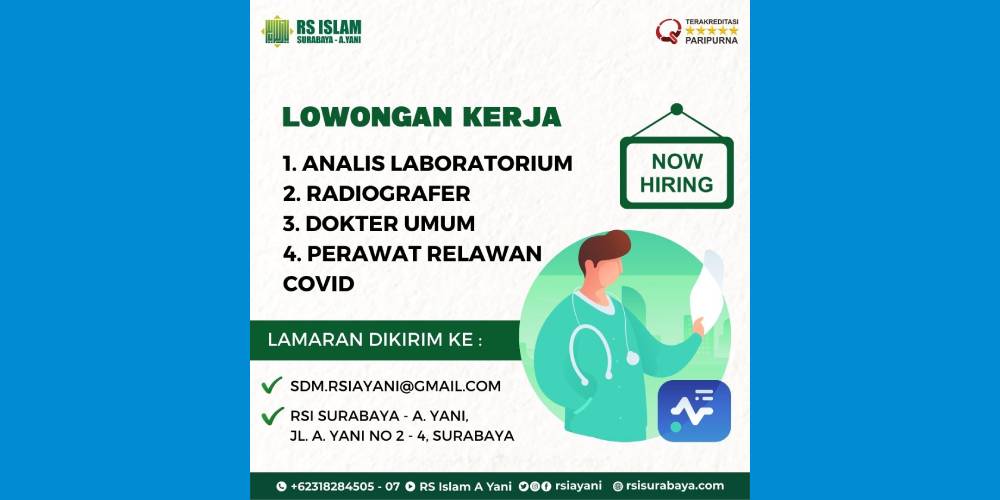 RS ISLAM
SURABAYA - A.YANI
TERAKREDITASI
PARIPURNA
LOWONGAN KERJA
1. ANALIS LABORATORIUM
2. RADIOGRAFER
3. DOKTER UMUM
4. PERAWAT RELAWAN
COVID
NOW
HIRING
LAMARAN DIKIRIM KE :
SDM.RSIAYANI@GMAIL.COM
RSI SURABAYA - A. YANI,
JL. A. YANI NO 2 - 4, SURABAYA
+62318284505 - 07 RS Islam A Yani rsiayani rsisurabaya.com